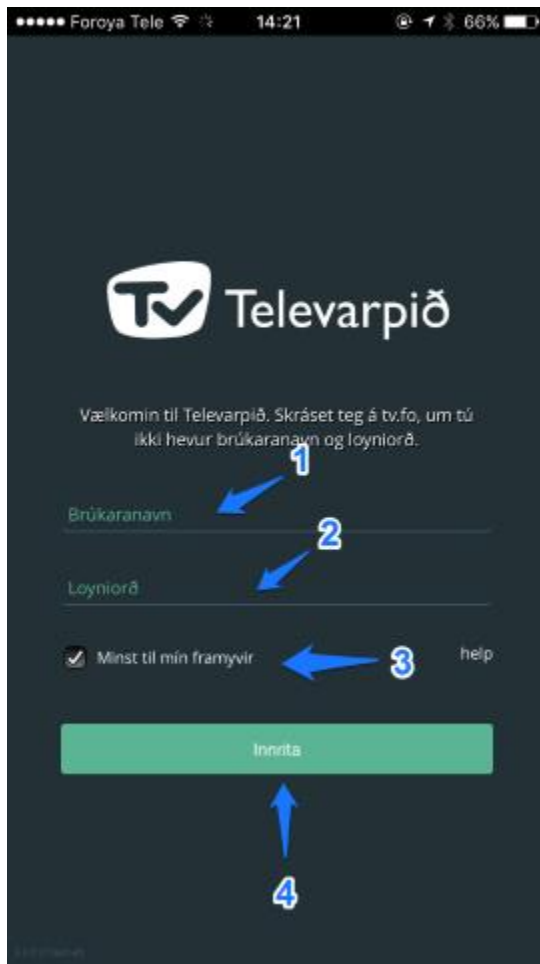 Foroya Tele 14:21 66%
TV Televarpið
Vælkomin til Televarpið. Skráset teg á tv.fo, um tú
ikki hevur brúkaranavn og loyniorð.
1
Brúkaranavn
2
Loyniorð
Minst til mín framyvir
3
help
Innrita
4